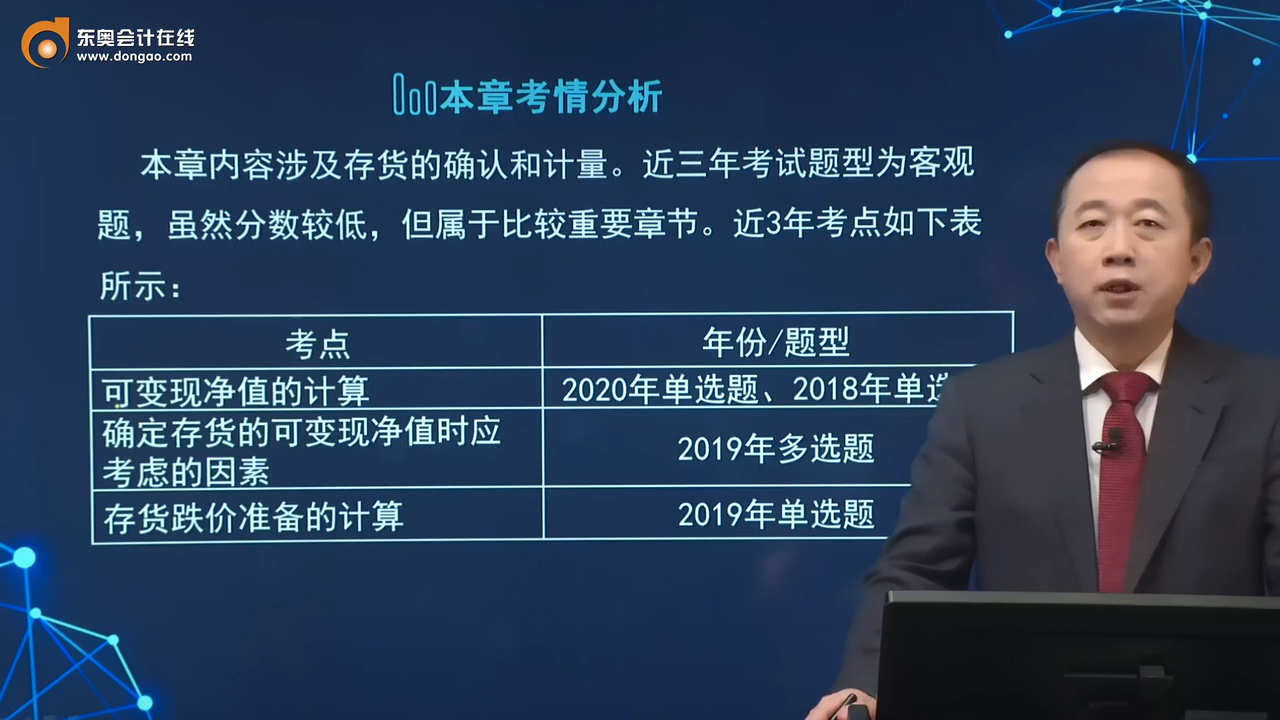 东奥会计在线
www.dongao.com
本章考情分析
本章内容涉及存货的确认和计量。近三年考试题型为客观
题，虽然分数较低，但属于比较重要章节。近3年考点如下表
所示：
考点
年份/题型
可变现净值的计算
2020年单选题、2018年单选
确定存货的可变现净值时应
考虑的因素
2019年多选题
存货跌价准备的计算
2019年单选题